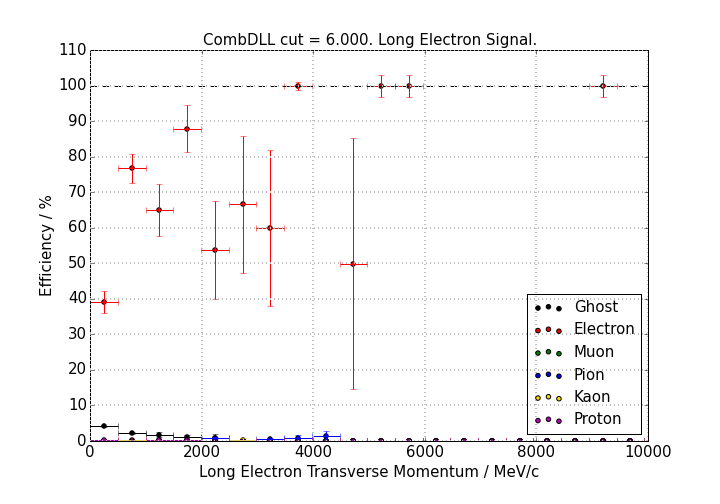 CombDLL cut = 6.000. Long Electron Signal.
110
100
90
80
70
60
50
40
30
20
10
0
Efficiency / %
Ghost
Electron
Muon
Pion
Kaon
Proton
0 2000 4000 6000 8000 10000
Long Electron Transverse Momentum / MeV/c